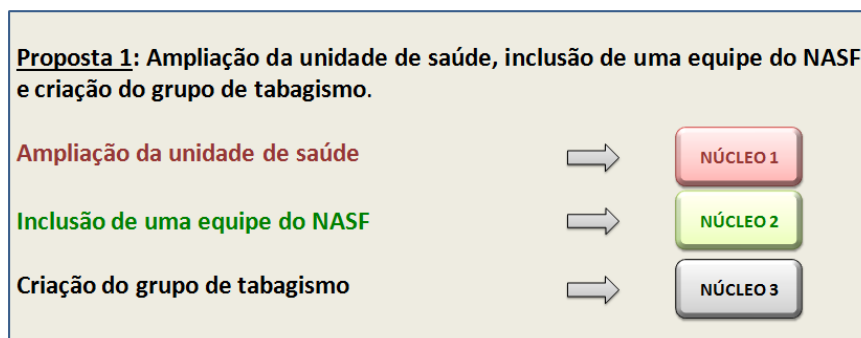 Proposta 1: Ampliação da unidade de saúde, inclusão de uma equipe do NASF
e criação do grupo de tabagismo.
Ampliação da unidade de saúde NÚCLEO 1
Inclusão de uma equipe do NASF NÚCLEO 2
Criação do grupo de tabagismo NÚCLEO 3